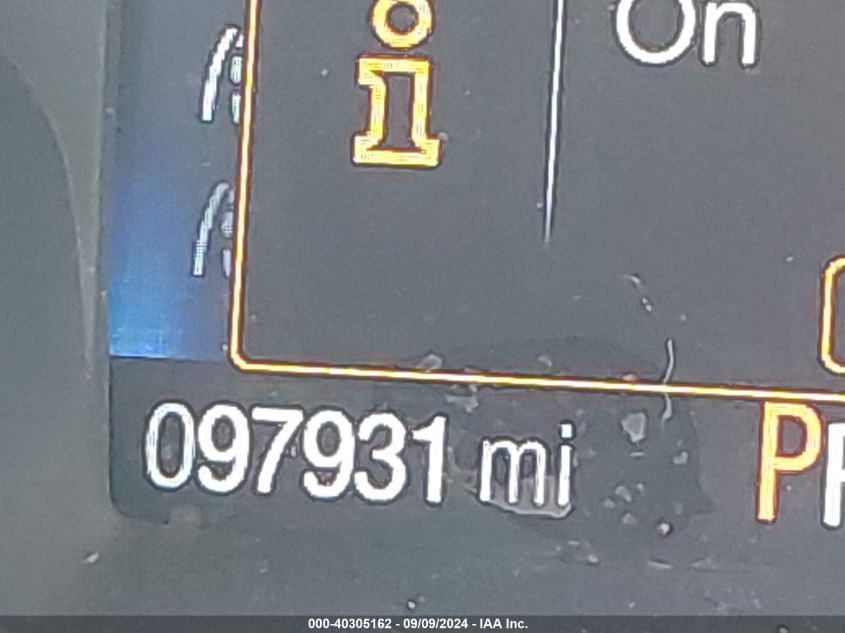 On
097931 mi
P
000-40305162 - 09/09/2024 - IAA Inc.